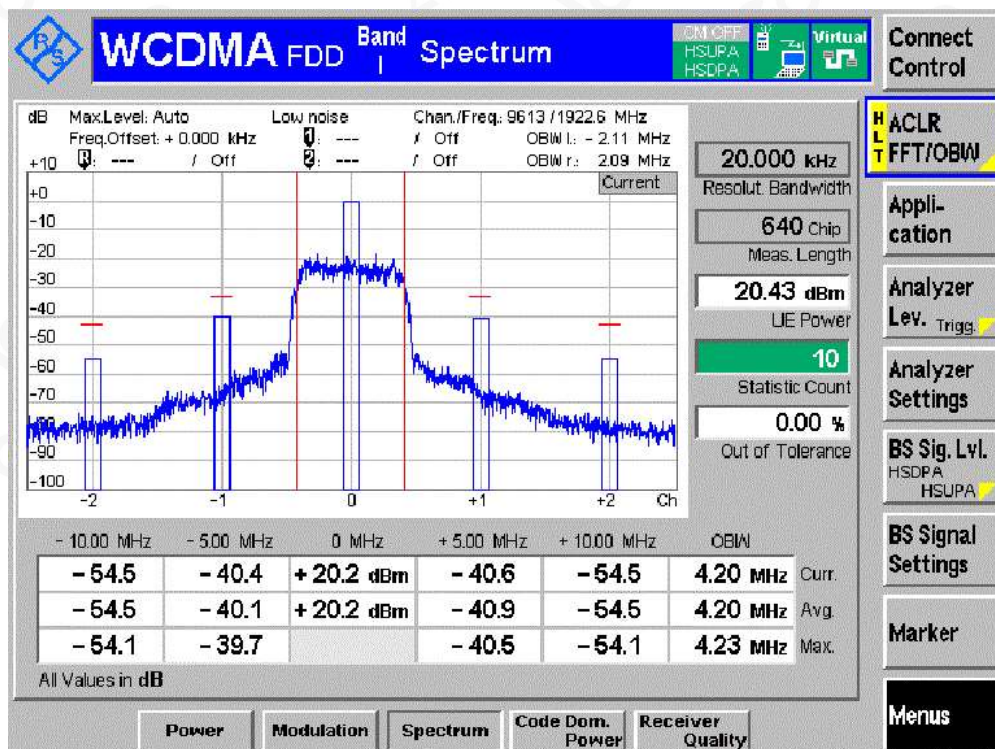 R&S
WCDMA FDD Band I Spectrum
CM OFF
HSUPA
HSDPA
Virtual
Connect Control
dB Max.Level: Auto Low noise Chan./Freq.: 9613 / 1922.6 MHz
Freq.Offset: + 0.000 kHz 1: --- / Off OBW l.: - 2.11 MHz
R: --- / Off 2: --- / Off OBW r.: 2.09 MHz
Current
+10
+0
-10
-20
-30
-40
-50
-60
-70
-80
-90
-100
-2 -1 0 +1 +2 Ch
20.000 kHz
Resolut. Bandwidth
640 Chip
Meas. Length
20.43 dBm
UE Power
10
Statistic Count
0.00 %
Out of Tolerance
- 10.00 MHz - 5.00 MHz 0 MHz + 5.00 MHz + 10.00 MHz OBW
- 54.5 - 40.4 + 20.2 dBm - 40.6 - 54.5 4.20 MHz Curr.
- 54.5 - 40.1 + 20.2 dBm - 40.9 - 54.5 4.20 MHz Avg.
- 54.1 - 39.7 - 40.5 - 54.1 4.23 MHz Max.
All Values in dB
HLT
ACLR
FFT/OBW
Appli-
cation
Analyzer
Lev. Trigg.
Analyzer
Settings
BS Sig. Lvl.
HSDPA
HSUPA
BS Signal
Settings
Marker
Menus
Power
Modulation
Spectrum
Code Dom.
Power
Receiver
Quality